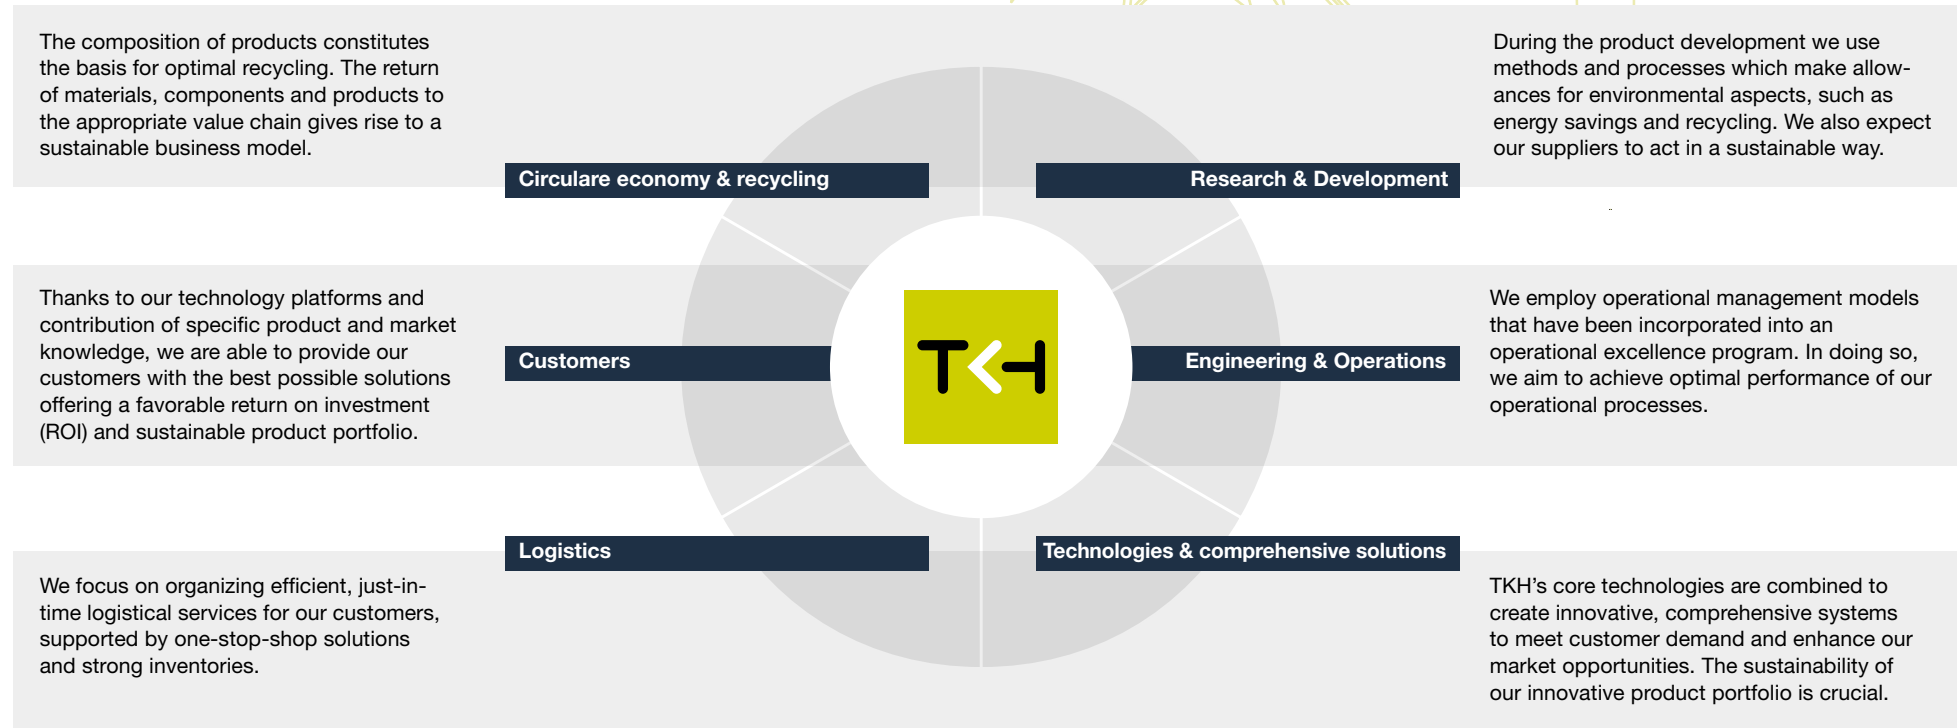 The composition of products constitutes
the basis for optimal recycling. The return
of materials, components and products to
the appropriate value chain gives rise to a
sustainable business model.
Circulare economy & recycling
During the product development we use
methods and processes which make allow-
ances for environmental aspects, such as
energy savings and recycling. We also expect
our suppliers to act in a sustainable way.
Research & Development
Thanks to our technology platforms and
contribution of specific product and market
knowledge, we are able to provide our
customers with the best possible solutions
offering a favorable return on investment
(ROI) and sustainable product portfolio.
Customers
TKH
Engineering & Operations
We employ operational management models
that have been incorporated into an
operational excellence program. In doing so,
we aim to achieve optimal performance of our
operational processes.
Logistics
We focus on organizing efficient, just-in-
time logistical services for our customers,
supported by one-stop-shop solutions
and strong inventories.
Technologies & comprehensive solutions
TKH’s core technologies are combined to
create innovative, comprehensive systems
to meet customer demand and enhance our
market opportunities. The sustainability of
our innovative product portfolio is crucial.